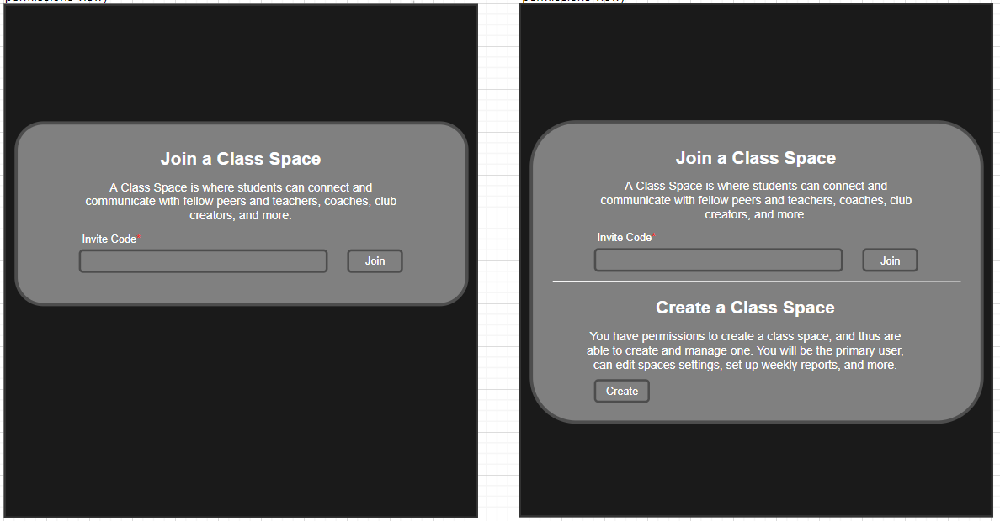 Join a Class Space
A Class Space is where students can connect and
communicate with fellow peers and teachers, coaches, club
creators, and more.
Invite Code*
Join
Join a Class Space
A Class Space is where students can connect and
communicate with fellow peers and teachers, coaches, club
creators, and more.
Invite Code*
Join
Create a Class Space
You have permissions to create a class space, and thus are
able to create and manage one. You will be the primary user,
can edit spaces settings, set up weekly reports, and more.
Create